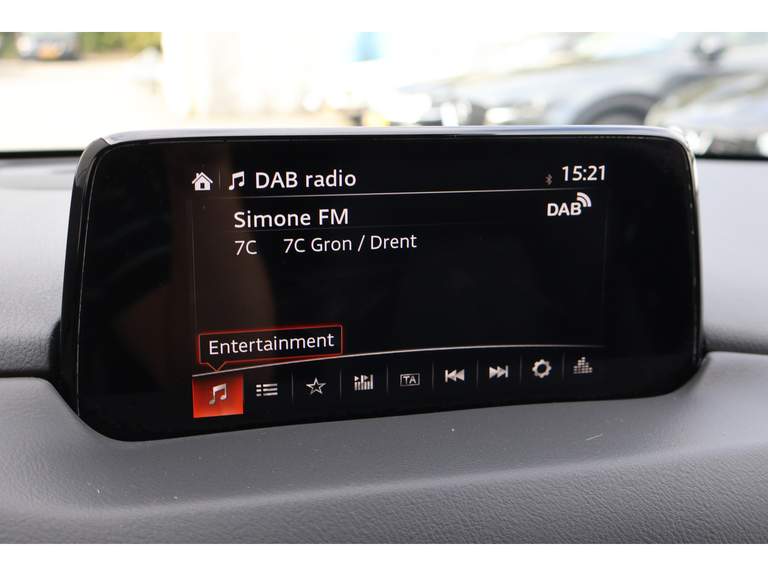 DAB radio 15:21
Simone FM DAB
7C 7C Gron / Drent
Entertainment
TA